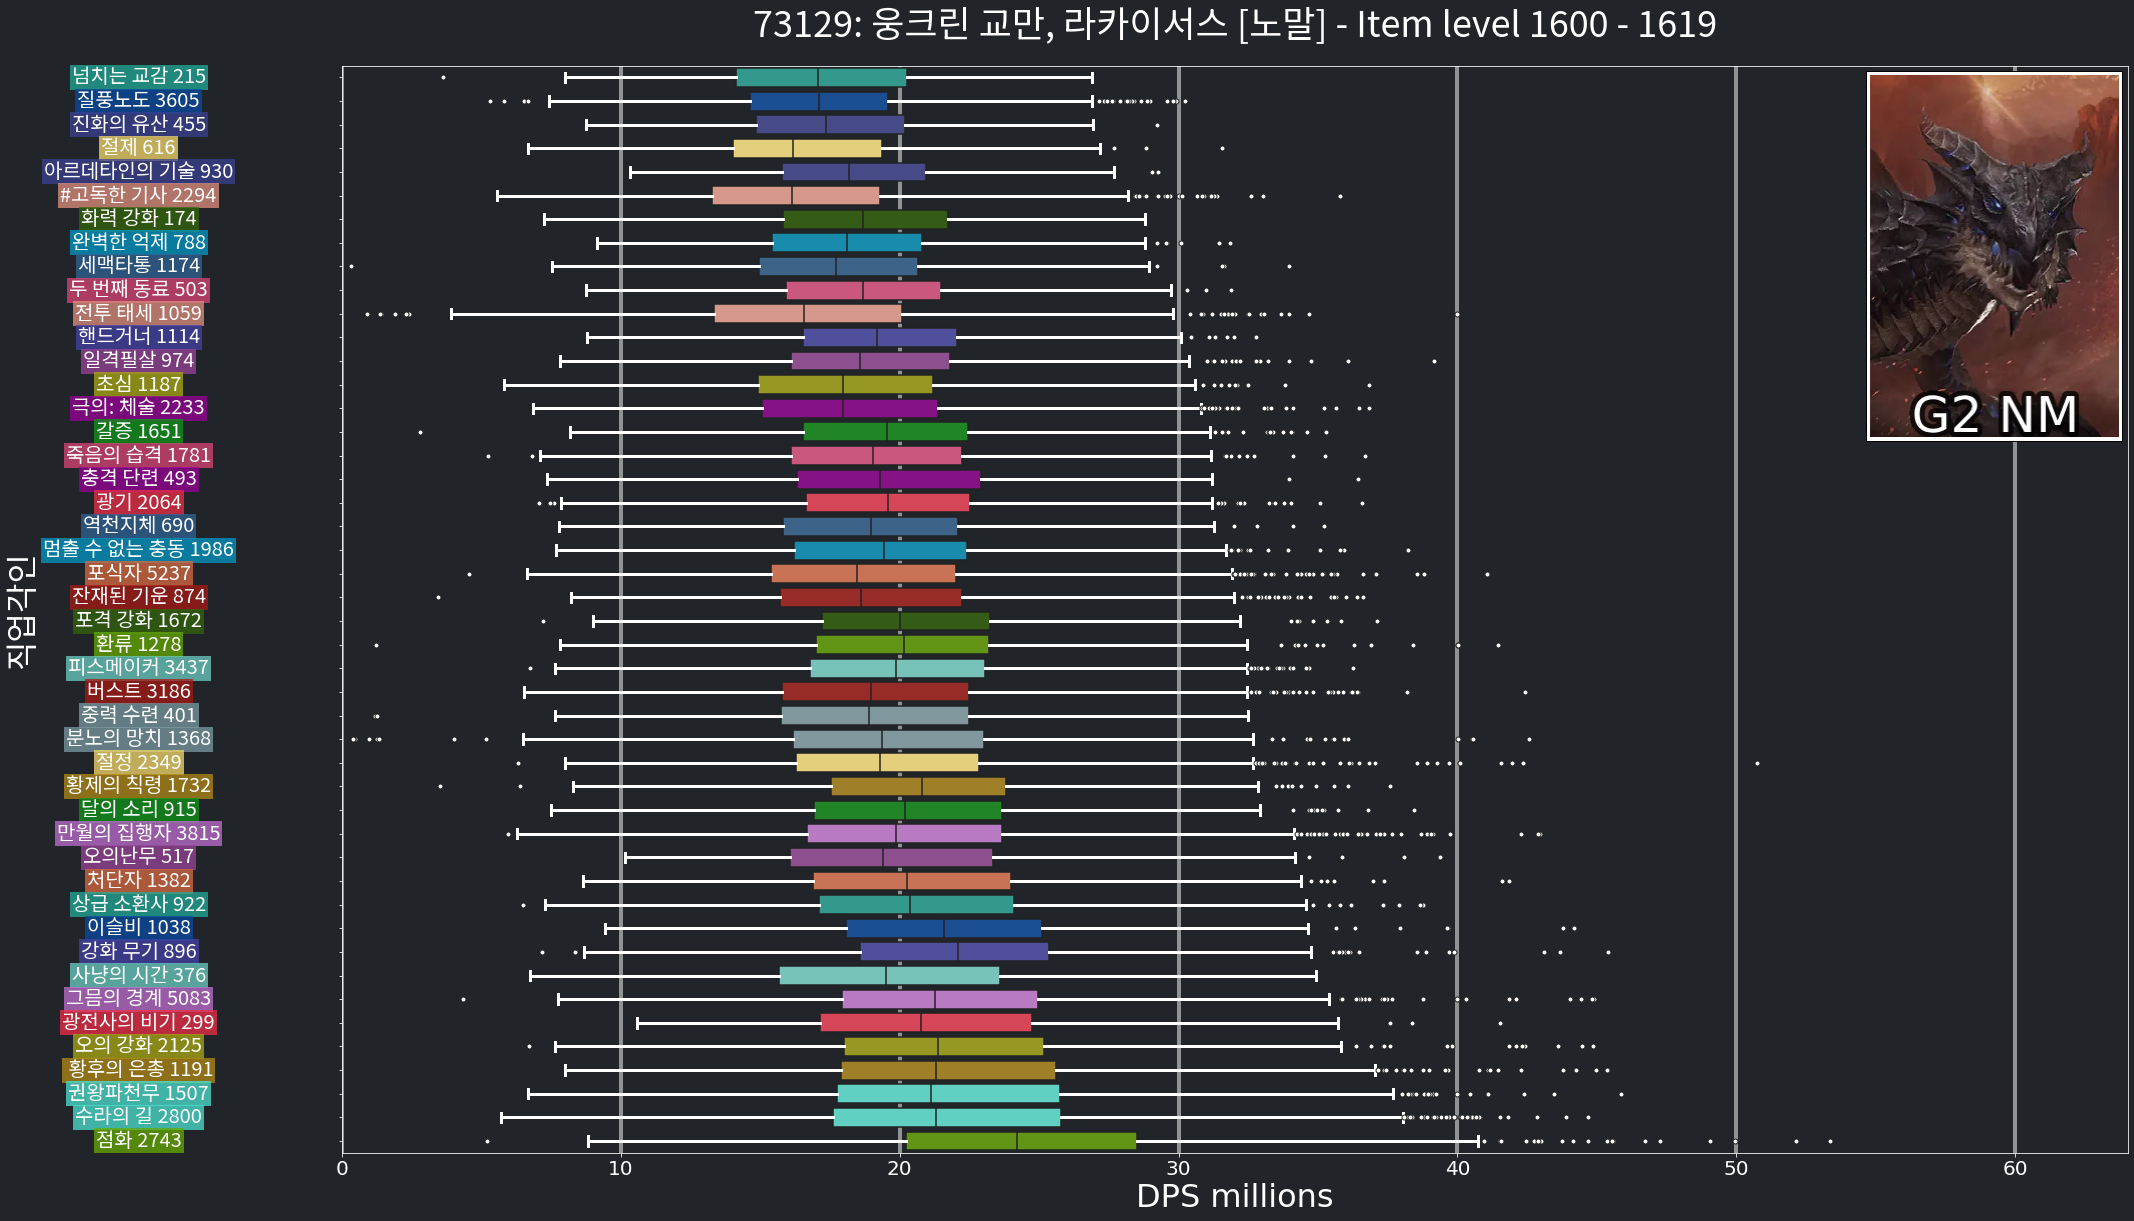 73129: 웅크린 교만, 라카이서스 [노말] - Item level 1600 - 1619
넘치는 교감 215
질풍노도 3605
진화의 유산 455
절제 616
아르데타인의 기술 930
#고독한 기사 2294
화력 강화 174
완벽한 억제 788
세맥타통 1174
두 번째 동료 503
전투 태세 1059
핸드거너 1114
일격필살 974
초심 1187
극의: 체술 2233
갈증 1651
죽음의 습격 1781
충격 단련 493
광기 2064
역천지체 690
멈출 수 없는 충동 1986
포식자 5237
잔재된 기운 874
포격 강화 1672
환류 1278
피스메이커 3437
버스트 3186
중력 수련 401
분노의 망치 1368
절정 2349
황제의 칙령 1732
달의 소리 915
만월의 집행자 3815
오의난무 517
처단자 1382
상급 소환사 922
이슬비 1038
강화 무기 896
사냥의 시간 376
그믐의 경계 5083
광전사의 비기 299
오의 강화 2125
황후의 은총 1191
권왕파천무 1507
수라의 길 2800
점화 2743
직업각인
G2 NM
0 10 20 30 40 50 60
DPS millions